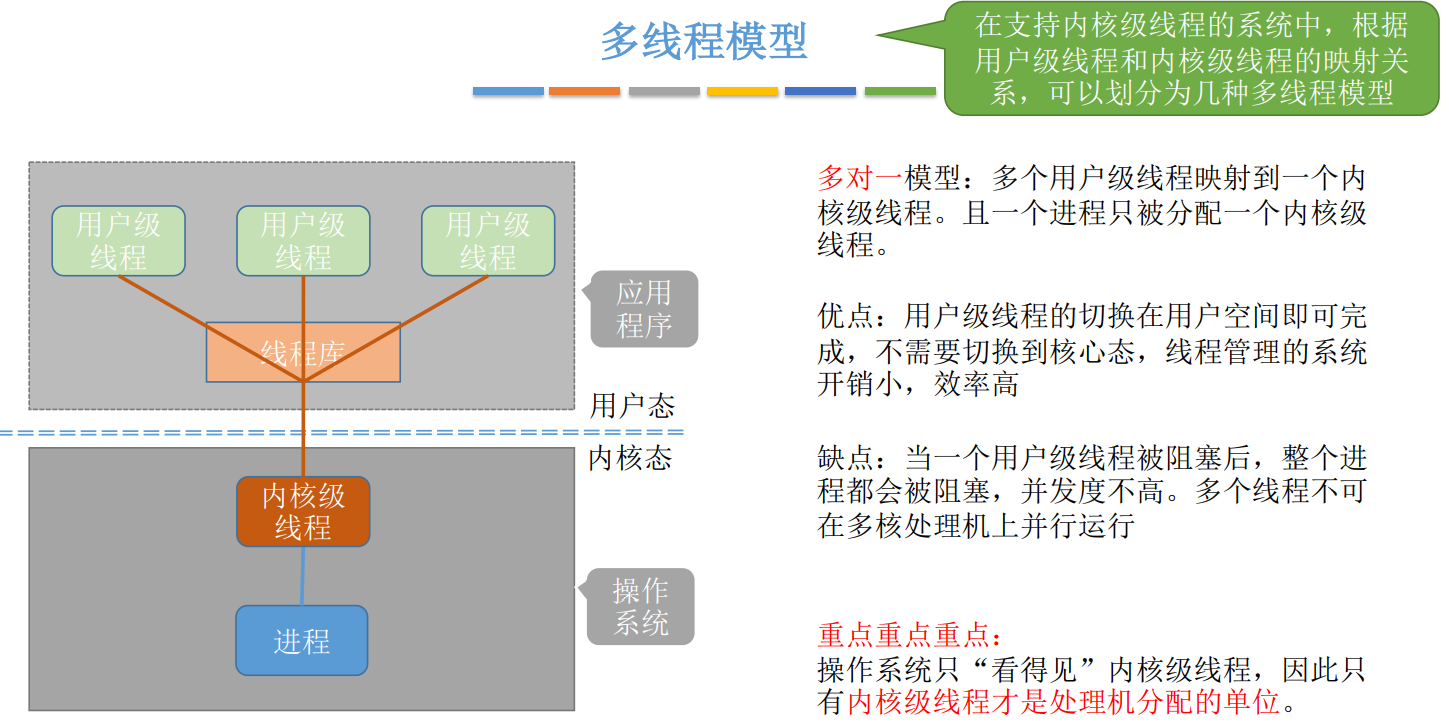 多线程模型
在支持内核级线程的系统中，根据
用户级线程和内核级线程的映射关
系，可以划分为几种多线程模型
用户级
线程
用户级
线程
用户级
线程
线程库
应用
程序
用户态
内核态
内核级
线程
进程
操作
系统
多对一模型：多个用户级线程映射到一个内
核级线程。且一个进程只被分配一个内核级
线程。
优点：用户级线程的切换在用户空间即可完
成，不需要切换到核心态，线程管理的系统
开销小，效率高
缺点：当一个用户级线程被阻塞后，整个进
程都会被阻塞，并发度不高。多个线程不可
在多核处理机上并行运行
重点重点重点：
操作系统只“看得见”内核级线程，因此只
有内核级线程才是处理机分配的单位。